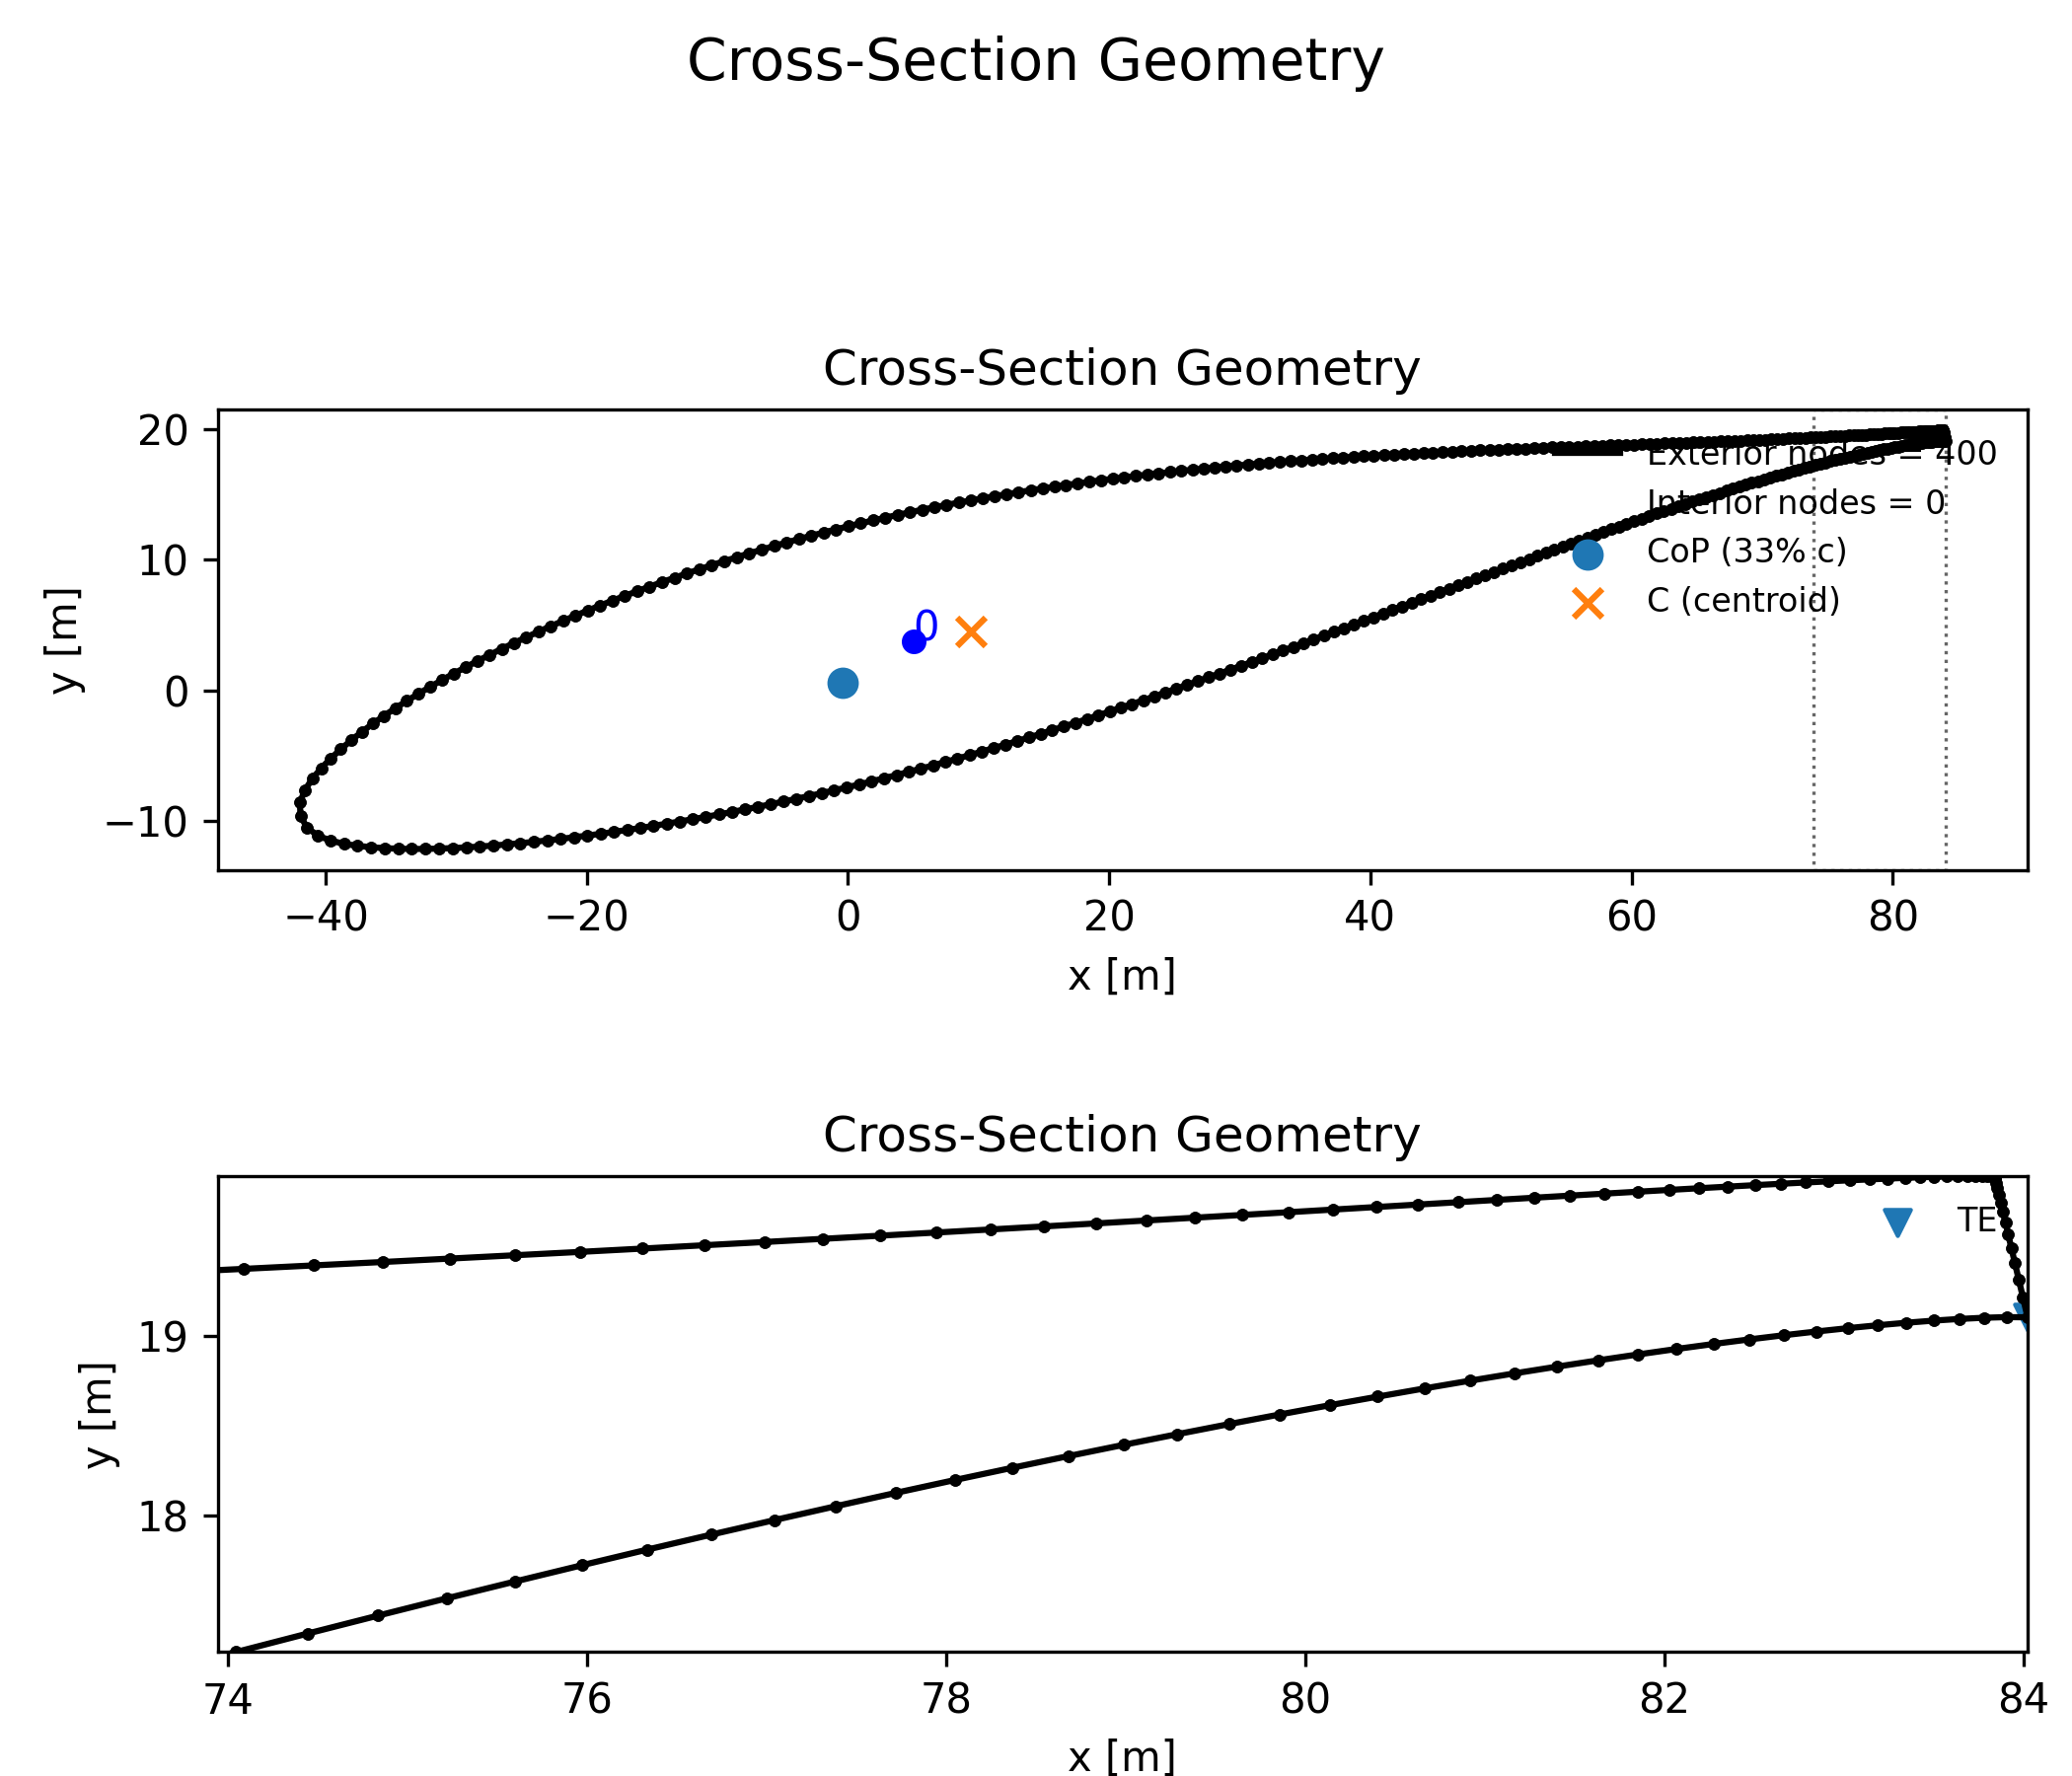 Cross-Section Geometry
Cross-Section Geometry
20
10
0
−10
y [m]
Exterior nodes = 400
Interior nodes = 0
CoP (33% c)
C (centroid)
0
−40 −20 0 20 40 60 80
x [m]
Cross-Section Geometry
19
18
y [m]
TE
74 76 78 80 82 84
x [m]